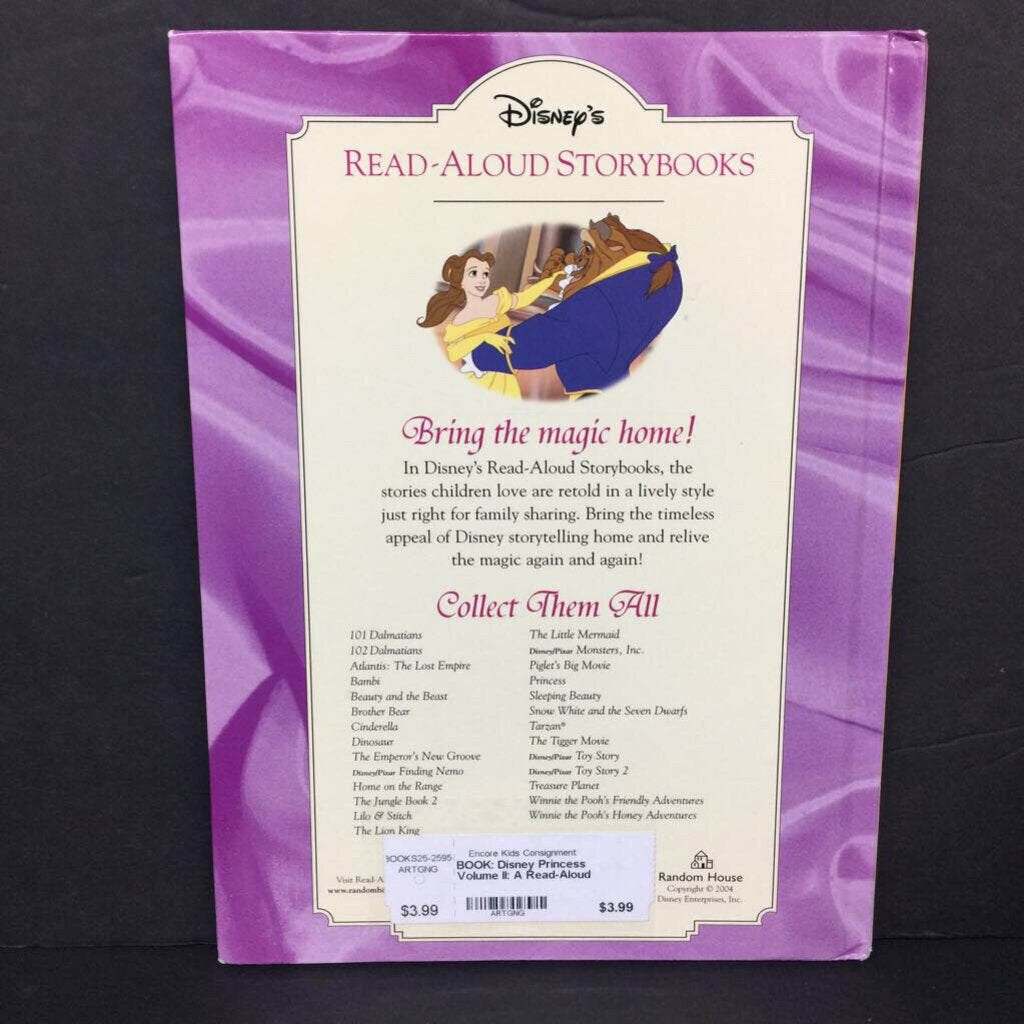 Disney's
READ-ALOUD STORYBOOKS
Bring the magic home!
In Disney's Read-Aloud Storybooks, the
stories children love are retold in a lively style
just right for family sharing. Bring the timeless
appeal of Disney storytelling home and relive
the magic again and again!
Collect Them All
101 Dalmatians
102 Dalmatians
Atlantis: The Lost Empire
Bambi
Beauty and the Beast
Brother Bear
Cinderella
Dinosaur
The Emperor's New Groove
Disney/Pixar Finding Nemo
Home on the Range
The Jungle Book 2
Lilo & Stitch
The Lion King
The Little Mermaid
Disney/Pixar Monsters, Inc.
Piglet's Big Movie
Princess
Sleeping Beauty
Snow White and the Seven Dwarfs
Tarzan®
The Tigger Movie
Disney/Pixar Toy Story
Disney/Pixar Toy Story 2
Treasure Planet
Winnie the Pooh's Friendly Adventures
Winnie the Pooh's Honey Adventures
Visit Read-A
www.randomh
BOOKS25-2595
ARTGNG
$3.99
Encore Kids Consignment
BOOK: Disney Princess
Volume II: A Read-Aloud
ARTGNG
$3.99
Random House
Copyright © 2004
Disney Enterprises, Inc.